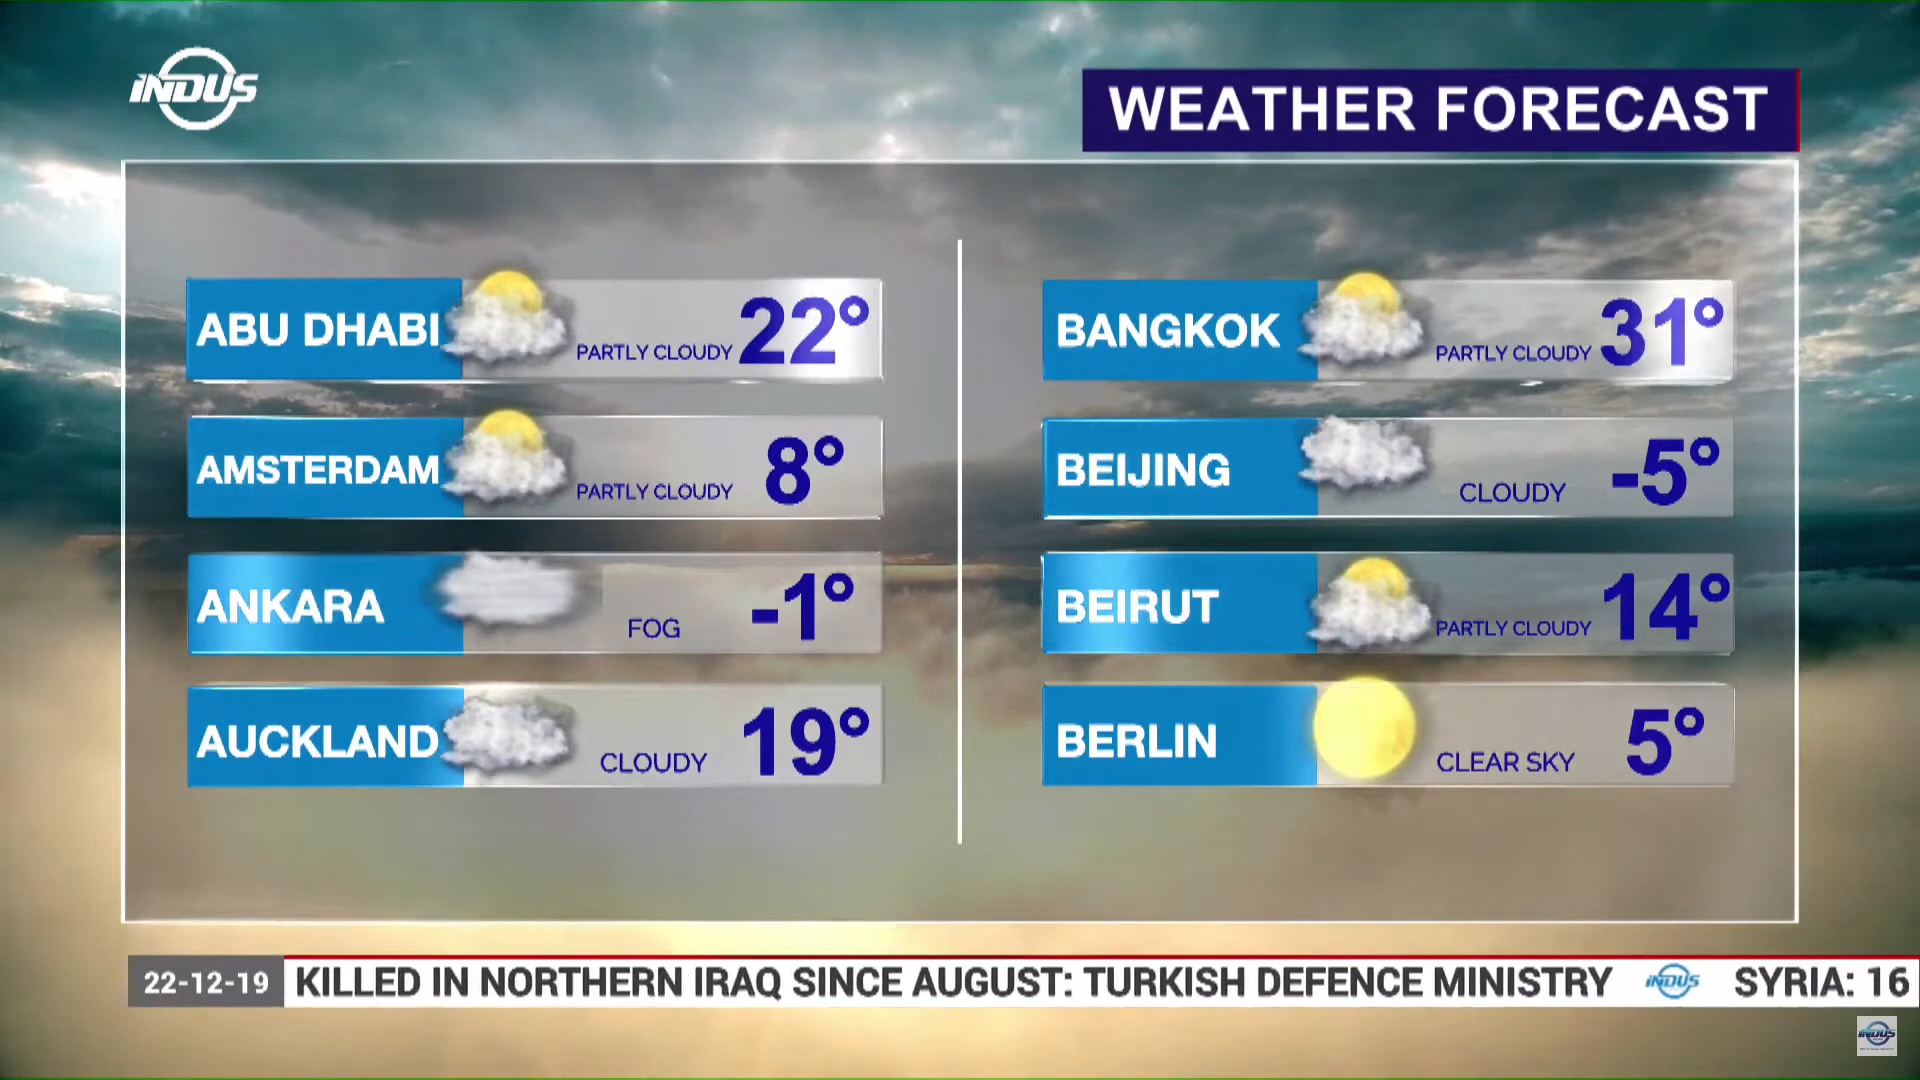 INDUS
WEATHER FORECAST
ABU DHABI PARTLY CLOUDY 22°
AMSTERDAM PARTLY CLOUDY 8°
ANKARA FOG -1°
AUCKLAND CLOUDY 19°
BANGKOK PARTLY CLOUDY 31°
BEIJING CLOUDY -5°
BEIRUT PARTLY CLOUDY 14°
BERLIN CLEAR SKY 5°
22-12-19 KILLED IN NORTHERN IRAQ SINCE AUGUST: TURKISH DEFENCE MINISTRY INDUS SYRIA: 16
INDUS